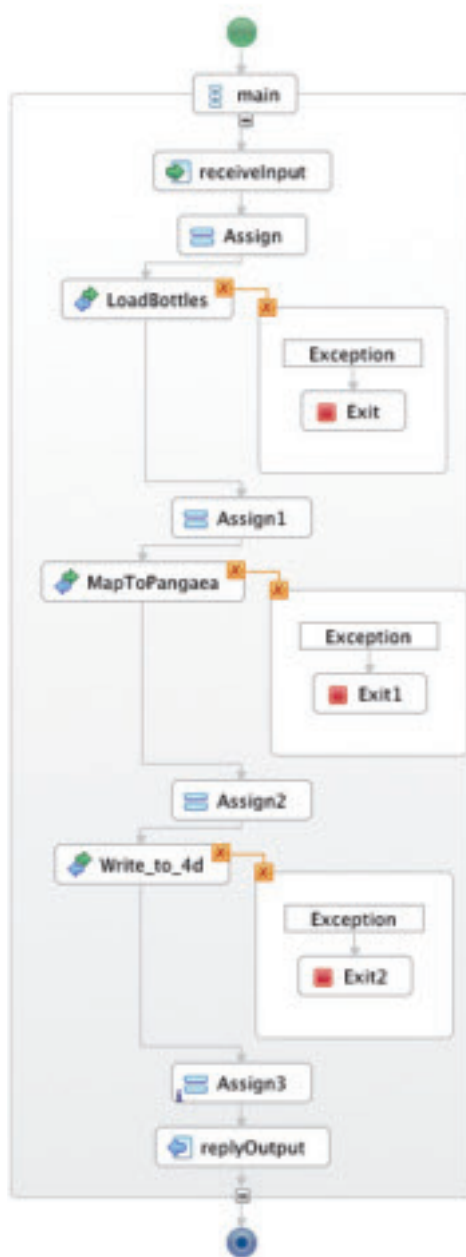 main
receiveInput
Assign
LoadBottles
Exception
Exit
Assign1
MapToPangaea
Exception
Exit1
Assign2
Write_to_4d
Exception
Exit2
Assign3
replyOutput